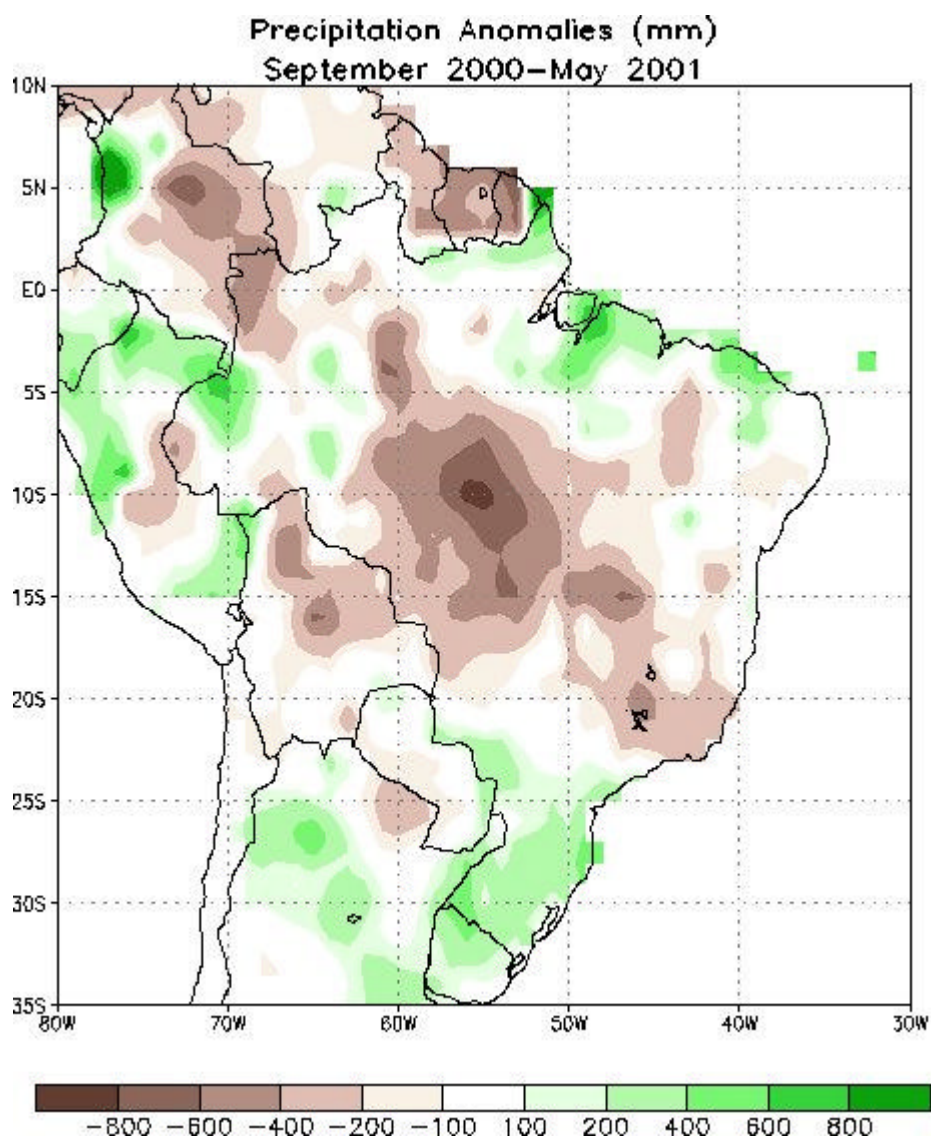 Precipitation Anomalies (mm)
September 2000–May 2001
10N
5N
EQ
5S
10S
15S
20S
25S
30S
35S
80W 70W 60W 50W 40W 30W
−800 −600 −400 −200 −100 100 200 400 600 800